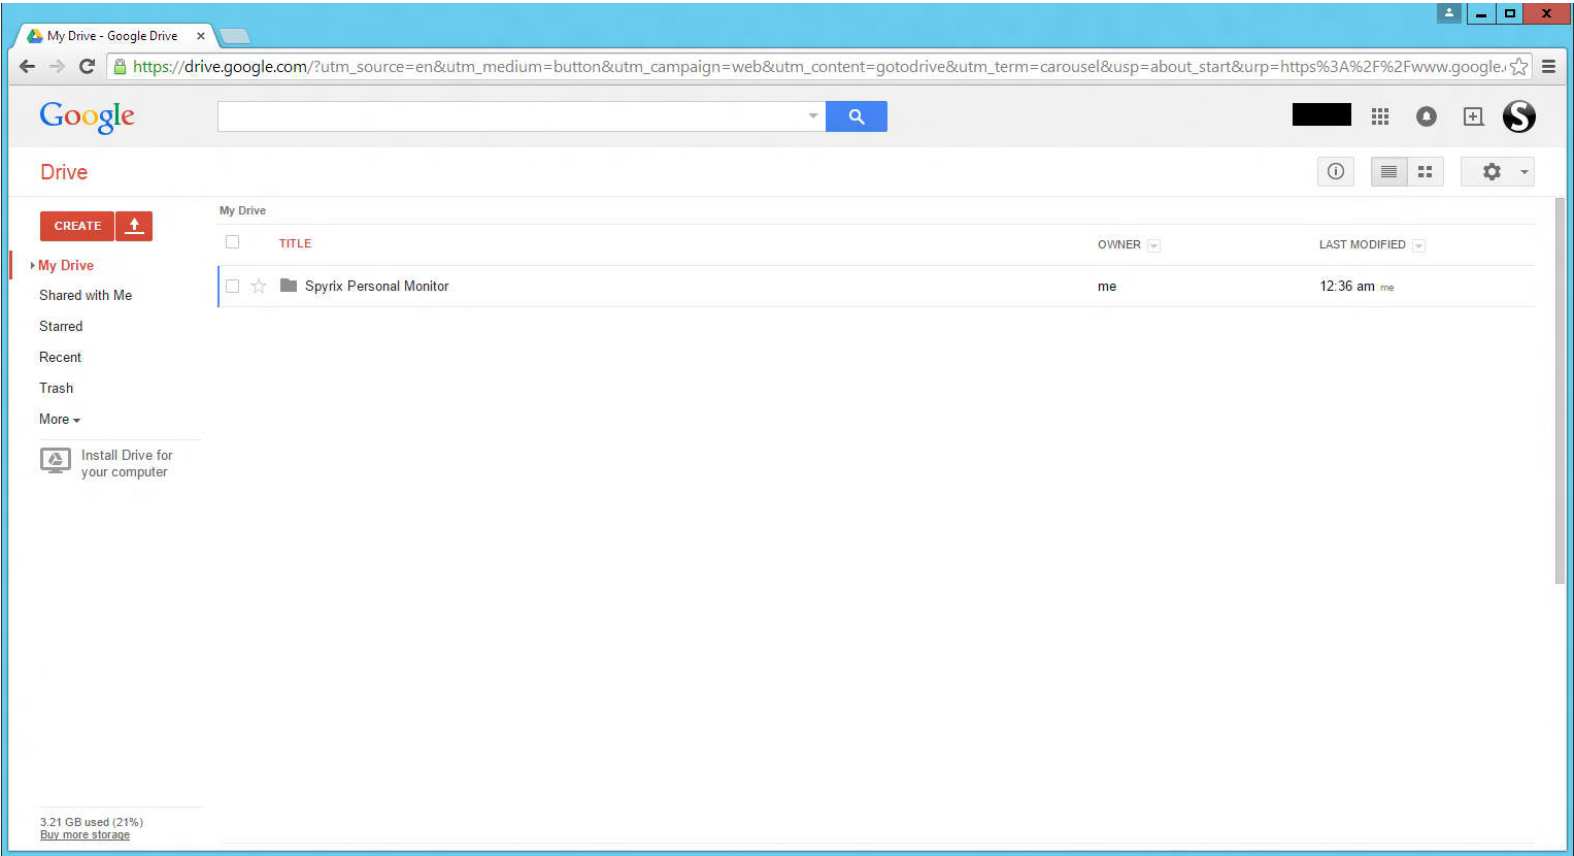 My Drive - Google Drive
https://drive.google.com/?utm_source=en&utm_medium=button&utm_campaign=web&utm_content=gotodrive&utm_term=carousel&usp=about_start&urp=https%3A%2F%2Fwww.google.
Google
S
Drive
CREATE
My Drive
TITLE OWNER LAST MODIFIED
My Drive
Shared with Me
Spyrix Personal Monitor me 12:36 am me
Starred
Recent
Trash
More
Install Drive for
your computer
3.21 GB used (21%)
Buy more storage